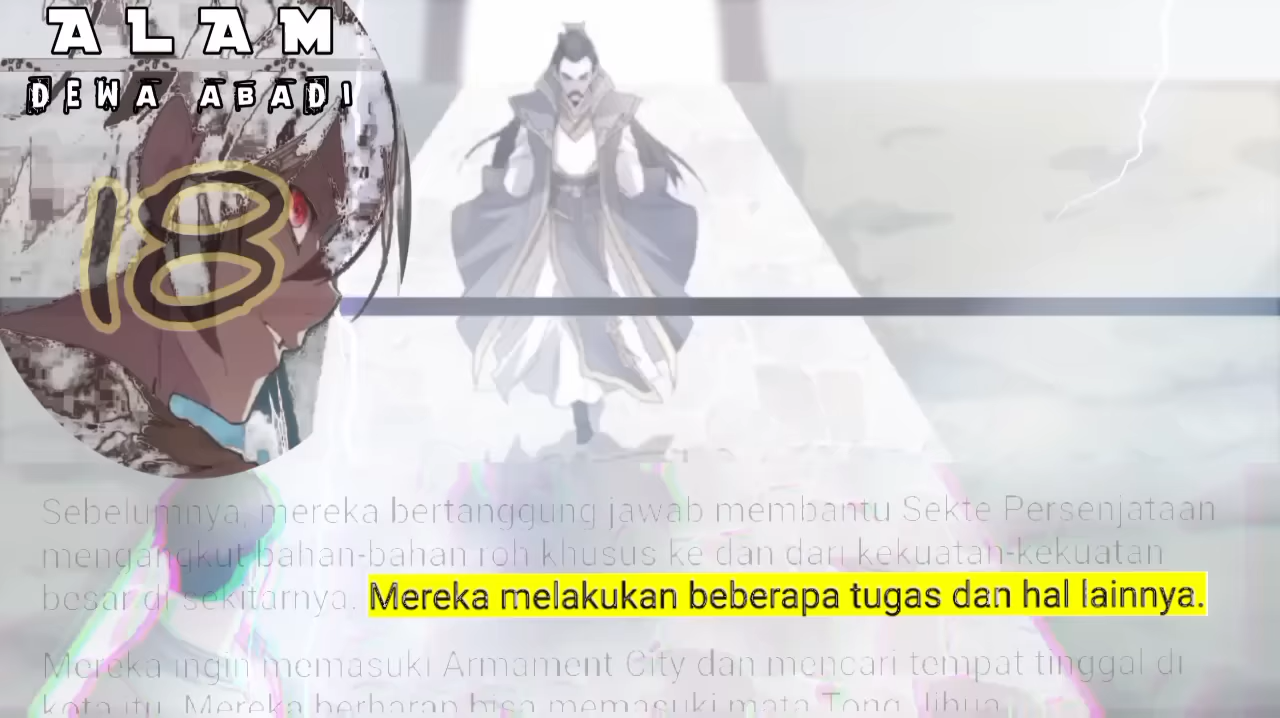 ALAM
DEWA ABADI
18
Sebelumnya, mereka bertanggung jawab membantu Sekte Persenjataan
mengangkut bahan-bahan roh khusus ke dan dari kekuatan-kekuatan
besar di sekitarnya. Mereka melakukan beberapa tugas dan hal lainnya.
Mereka ingin memasuki Armament City dan mencari tempat tinggal di
kota itu. Mereka berharap bisa memasuki mata Tong Jihua